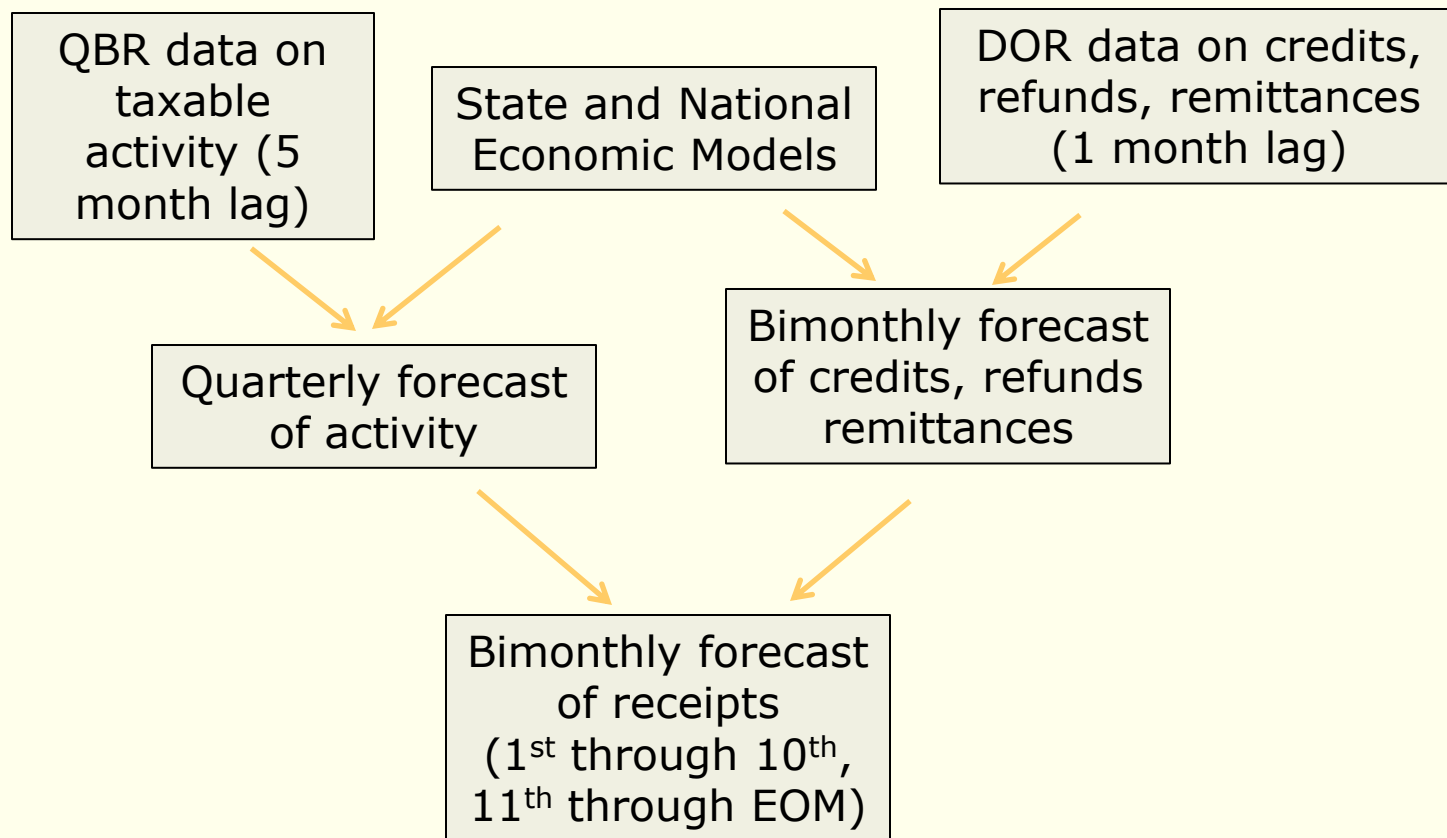 QBR data on
taxable
activity (5
month lag)
State and National
Economic Models
DOR data on credits,
refunds, remittances
(1 month lag)
Quarterly forecast
of activity
Bimonthly forecast
of credits, refunds
remittances
Bimonthly forecast
of receipts
(1st through 10th,
11th through EOM)